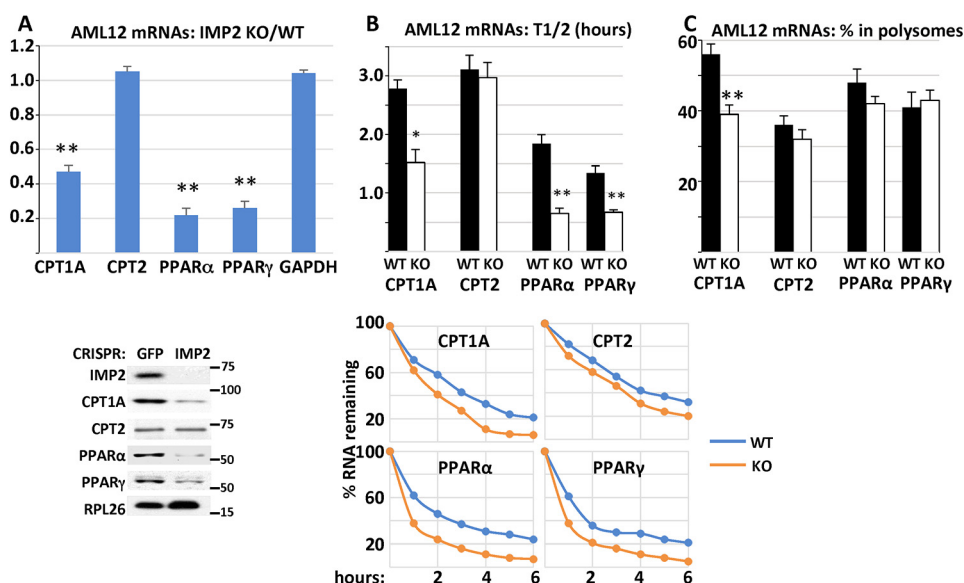 A
AML12 mRNAs: IMP2 KO/WT
1.2
1.0
0.8
0.6
0.4
0.2
**
**
**
CPT1A CPT2 PPARα PPARγ GAPDH
B
AML12 mRNAs: T1/2 (hours)
3.0
2.0
1.0
*
**
**
WT KO WT KO WT KO WT KO
CPT1A CPT2 PPARα PPARγ
C
AML12 mRNAs: % in polysomes
60
40
20
**
WT KO WT KO WT KO WT KO
CPT1A CPT2 PPARα PPARγ
CRISPR: GFP IMP2
IMP2
75
100
CPT1A
CPT2
75
PPARα
50
PPARγ
50
RPL26
15
% RNA remaining
100
60
20
CPT1A
CPT2
100
60
20
PPARα
PPARγ
hours: 2 4 6 2 4 6
WT
KO